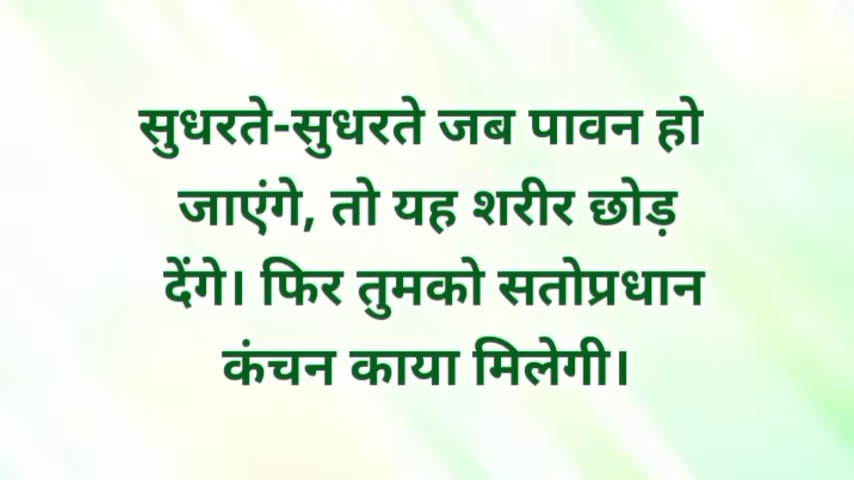 सुधरते-सुधरते जब पावन हो
जाएंगे, तो यह शरीर छोड़
देंगे। फिर तुमको सतोप्रधान
कंचन काया मिलेगी।